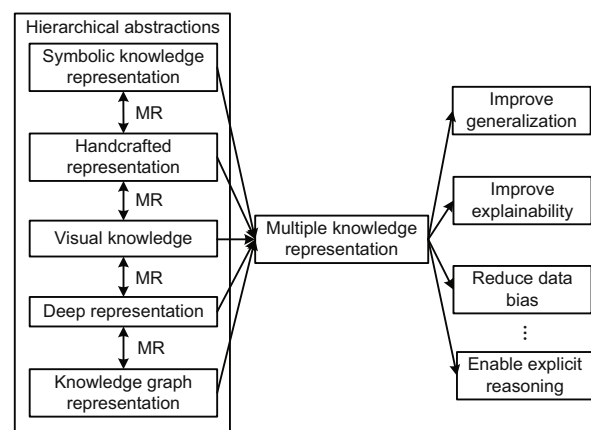 Hierarchical abstractions
Symbolic knowledge
representation
MR
Handcrafted
representation
MR
Visual knowledge
MR
Deep representation
MR
Knowledge graph
representation
Multiple knowledge
representation
Improve
generalization
Improve
explainability
Reduce data
bias
...
Enable explicit
reasoning